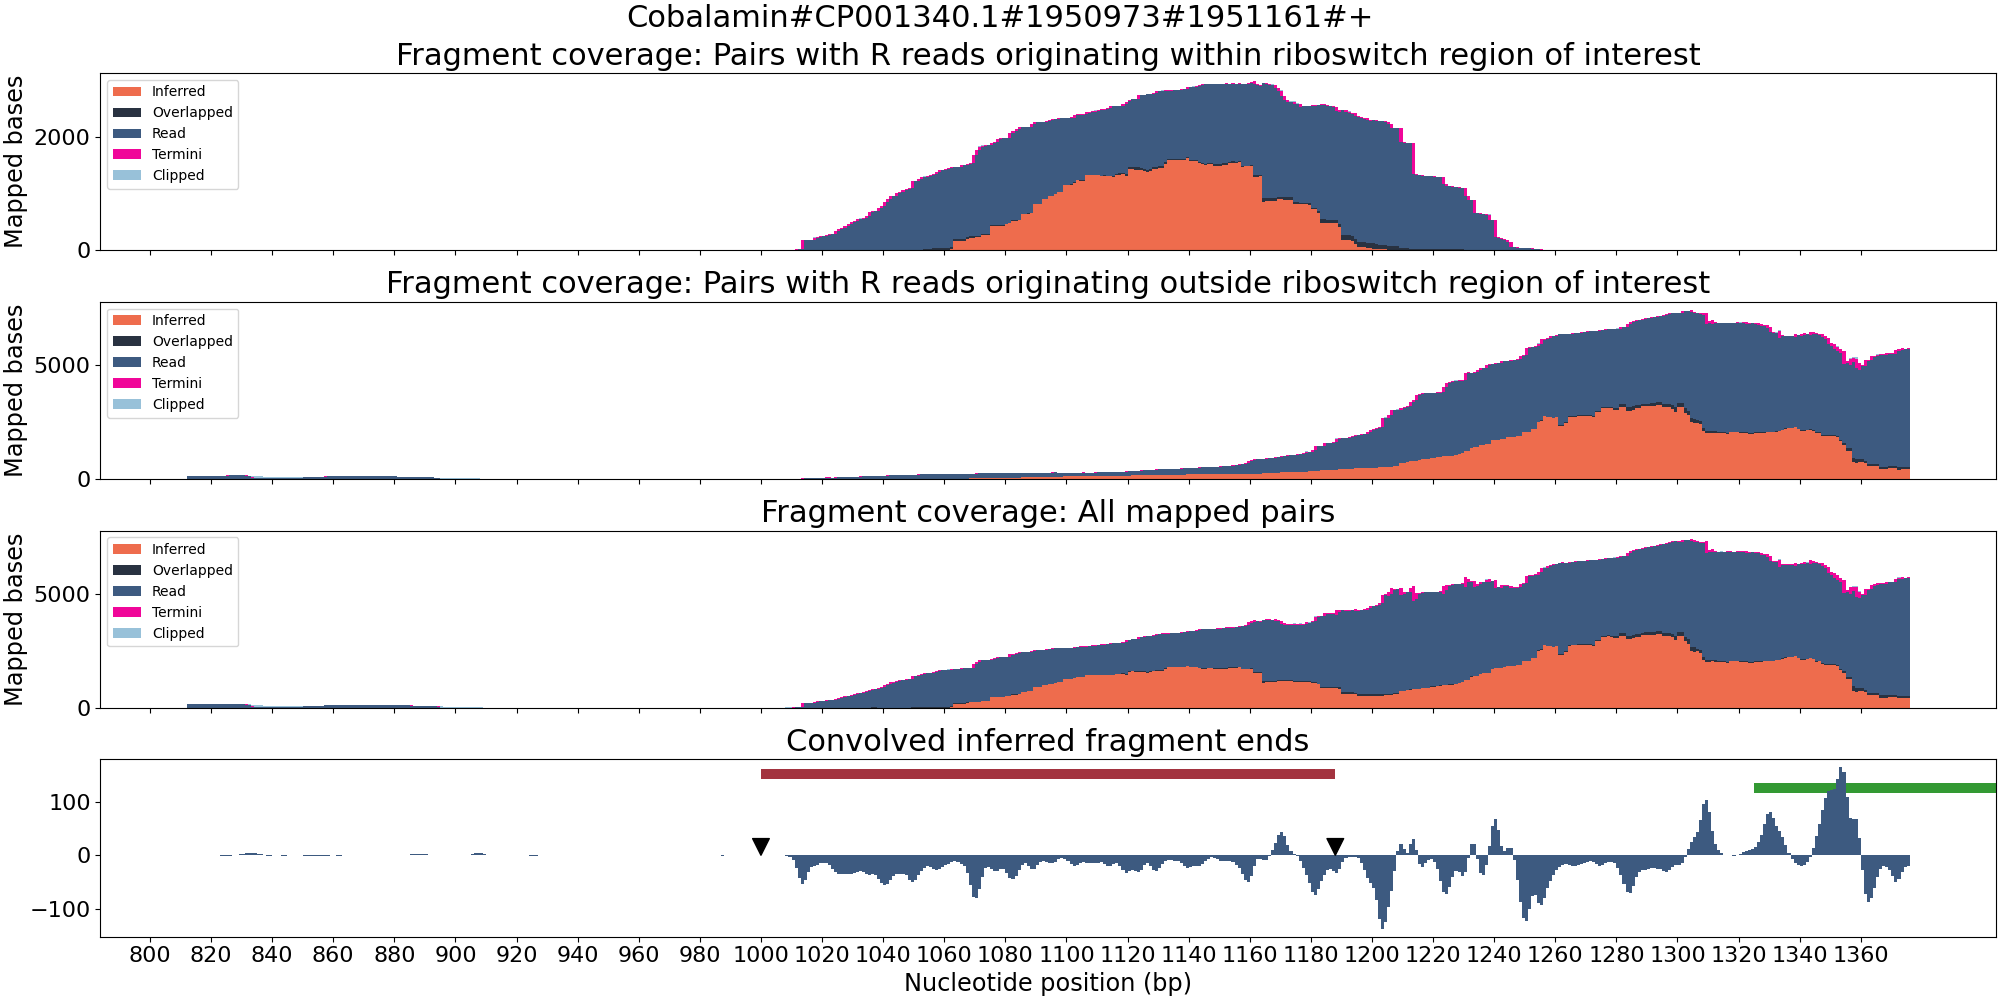 Cobalamin#CP001340.1#1950973#1951161#+
Fragment coverage: Pairs with R reads originating within riboswitch region of interest
Mapped bases
2000
0
Inferred
Overlapped
Read
Termini
Clipped
Fragment coverage: Pairs with R reads originating outside riboswitch region of interest
Mapped bases
5000
0
Inferred
Overlapped
Read
Termini
Clipped
Fragment coverage: All mapped pairs
Mapped bases
5000
0
Inferred
Overlapped
Read
Termini
Clipped
Convolved inferred fragment ends
100
0
−100
800 820 840 860 880 900 920 940 960 980 1000 1020 1040 1060 1080 1100 1120 1140 1160 1180 1200 1220 1240 1260 1280 1300 1320 1340 1360
Nucleotide position (bp)